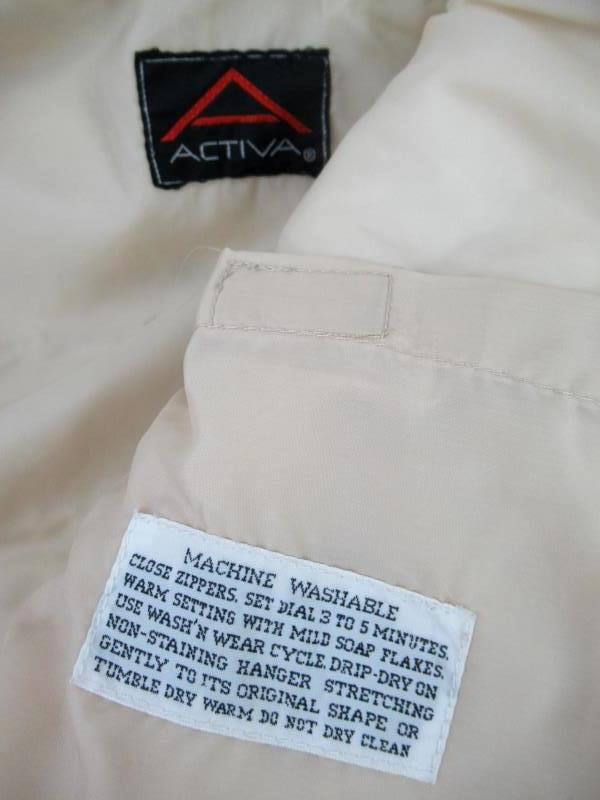 ACTIVA®
MACHINE WASHABLE
CLOSE ZIPPERS. SET DIAL 3 TO 5 MINUTES.
WARM SETTING WITH MILD SOAP FLAKES.
USE WASH'N WEAR CYCLE. DRIP-DRY ON
NON-STAINING HANGER STRETCHING
GENTLY TO ITS ORIGINAL SHAPE OR
TUMBLE DRY WARM DO NOT DRY CLEAN